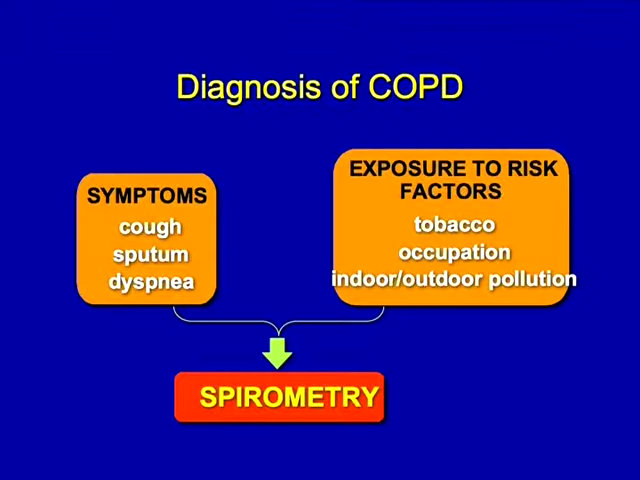 Diagnosis of COPD
SYMPTOMS
cough
sputum
dyspnea
EXPOSURE TO RISK
FACTORS
tobacco
occupation
indoor/outdoor pollution
SPIROMETRY